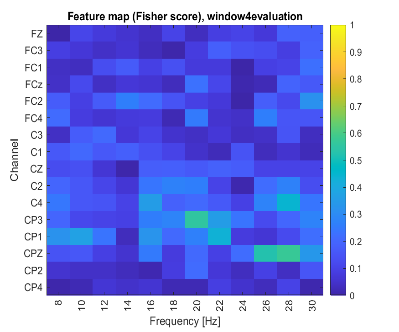 Feature map (Fisher score), window4evaluation
FZ
FC3
FC1
FCz
FC2
FC4
C3
C1
CZ
C2
C4
CP3
CP1
CPZ
CP2
CP4
Channel
8 10 12 14 16 18 20 22 24 26 28 30
Frequency [Hz]
1
0.9
0.8
0.7
0.6
0.5
0.4
0.3
0.2
0.1
0